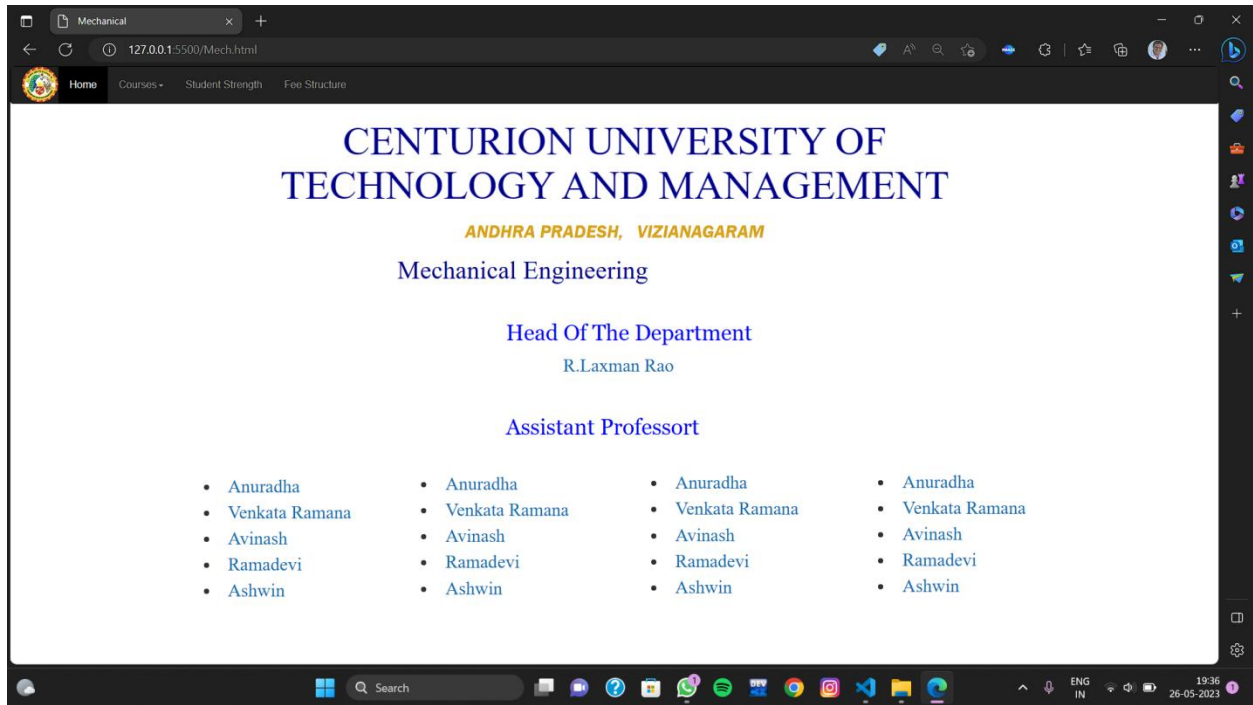 Mechanical
127.0.0.1:5500/Mech.html
Home Courses Student Strength Fee Structure
CENTURION UNIVERSITY OF
TECHNOLOGY AND MANAGEMENT
ANDHRA PRADESH, VIZIANAGARAM
Mechanical Engineering
Head Of The Department
R.Laxman Rao
Assistant Professort
Anuradha
Venkata Ramana
Avinash
Ramadevi
Ashwin
Anuradha
Venkata Ramana
Avinash
Ramadevi
Ashwin
Anuradha
Venkata Ramana
Avinash
Ramadevi
Ashwin
Anuradha
Venkata Ramana
Avinash
Ramadevi
Ashwin
Search
DEV
1
ENG
IN
19:36
26-05-2023
1